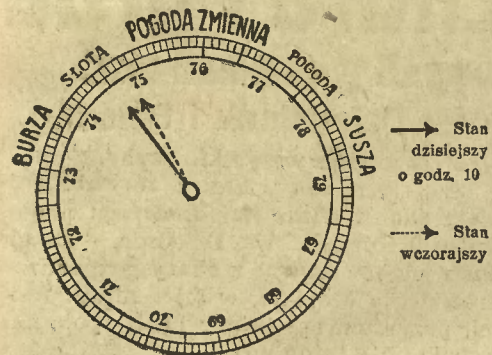 BURZA
SŁOTA
POGODA ZMIENNA
POGODA
SUSZA
73
74
75
76
77
78
79
67
68
69
70
71
72
Stan
dzisiejszy
o godz. 10
Stan
wczorajszy